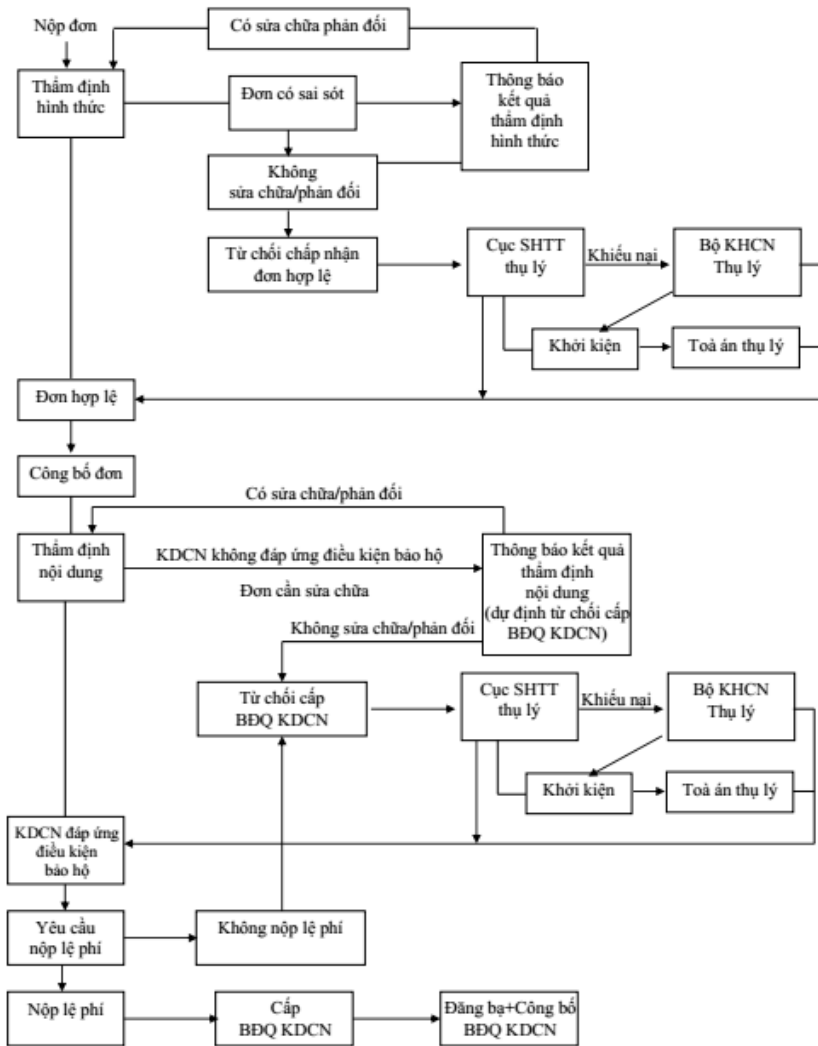 Nộp đơn
Có sửa chữa phản đối
Thẩm định
hình thức
Đơn có sai sót
Thông báo
kết quả
thẩm định
hình thức
Không
sửa chữa/phản đối
Từ chối chấp nhận
đơn hợp lệ
Cục SHTT
thụ lý
Khiếu nại
Bộ KHCN
Thụ lý
Khởi kiện
Toà án thụ lý
Đơn hợp lệ
Công bố đơn
Có sửa chữa/phản đối
Thẩm định
nội dung
KDCN không đáp ứng điều kiện bảo hộ
Đơn cần sửa chữa
Thông báo kết quả
thẩm định
nội dung
(dự định từ chối cấp
BĐQ KDCN)
Không sửa chữa/phản đối
Từ chối cấp
BĐQ KDCN
Cục SHTT
thụ lý
Khiếu nại
Bộ KHCN
Thụ lý
Khởi kiện
Toà án thụ lý
KDCN đáp ứng
điều kiện
bảo hộ
Yêu cầu
nộp lệ phí
Không nộp lệ phí
Nộp lệ phí
Cấp
BĐQ KDCN
Đăng bạ+Công bố
BĐQ KDCN